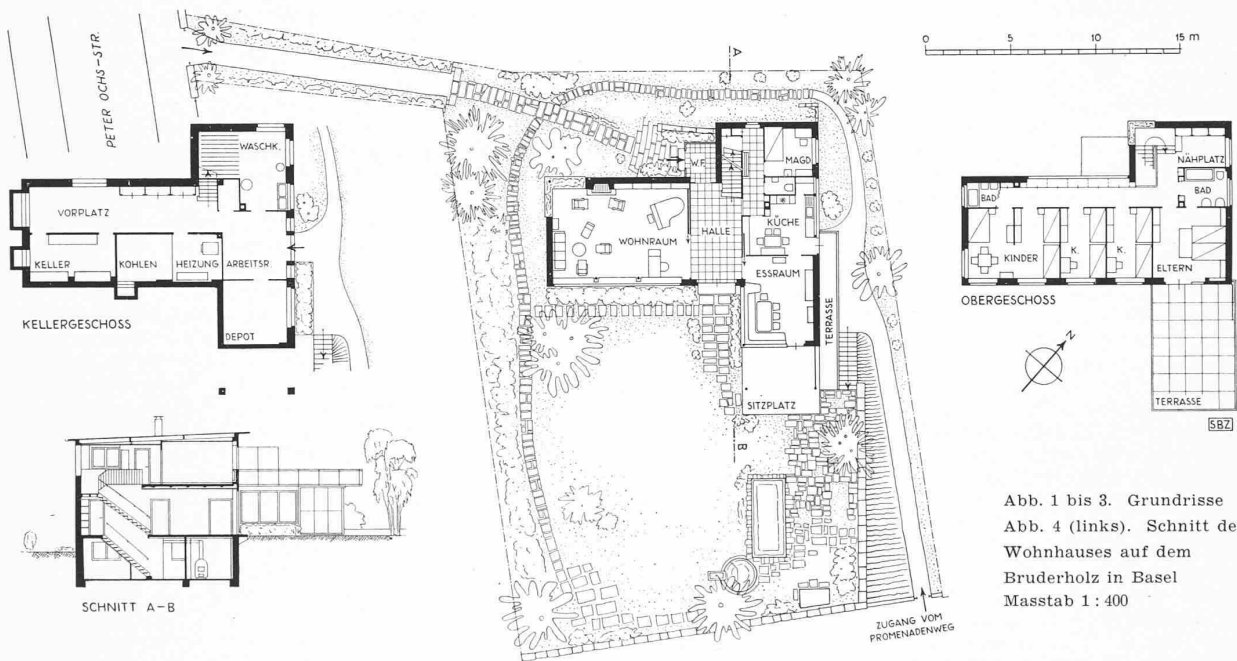 PETER OCHS-STR.
WASCHK.
VORPLATZ
KELLER
KOHLEN
HEIZUNG
ARBEITSR.
DEPOT
KELLERGESCHOSS
SCHNITT A-B
A
W.F.
MAGD
KÜCHE
HALLE
WOHNRAUM
ESSRAUM
TERRASSE
SITZPLATZ
B
ZUGANG VOM
PROMENADENWEG
0 5 10 15 m
NÄHPLATZ
BAD
BAD
KINDER
K.
K.
ELTERN
OBERGESCHOSS
N
TERRASSE
SBZ
Abb. 1 bis 3. Grundrisse
Abb. 4 (links). Schnitt de
Wohnhauses auf dem
Bruderholz in Basel
Masstab 1 : 400